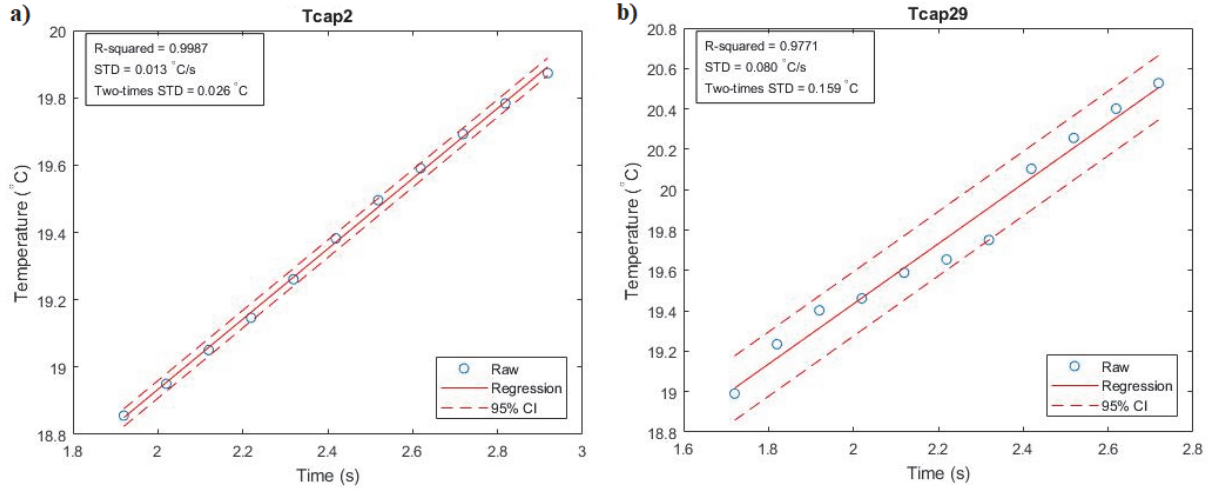 a)
Tcap2
R-squared = 0.9987
STD = 0.013 °C/s
Two-times STD = 0.026 °C
20
19.8
19.6
19.4
19.2
19
18.8
Temperature (°C)
1.8 2 2.2 2.4 2.6 2.8 3
Time (s)
Raw
Regression
95% CI
b)
Tcap29
R-squared = 0.9771
STD = 0.080 °C/s
Two-times STD = 0.159 °C
20.8
20.6
20.4
20.2
20
19.8
19.6
19.4
19.2
19
18.8
Temperature (°C)
1.6 1.8 2 2.2 2.4 2.6 2.8
Time (s)
Raw
Regression
95% CI